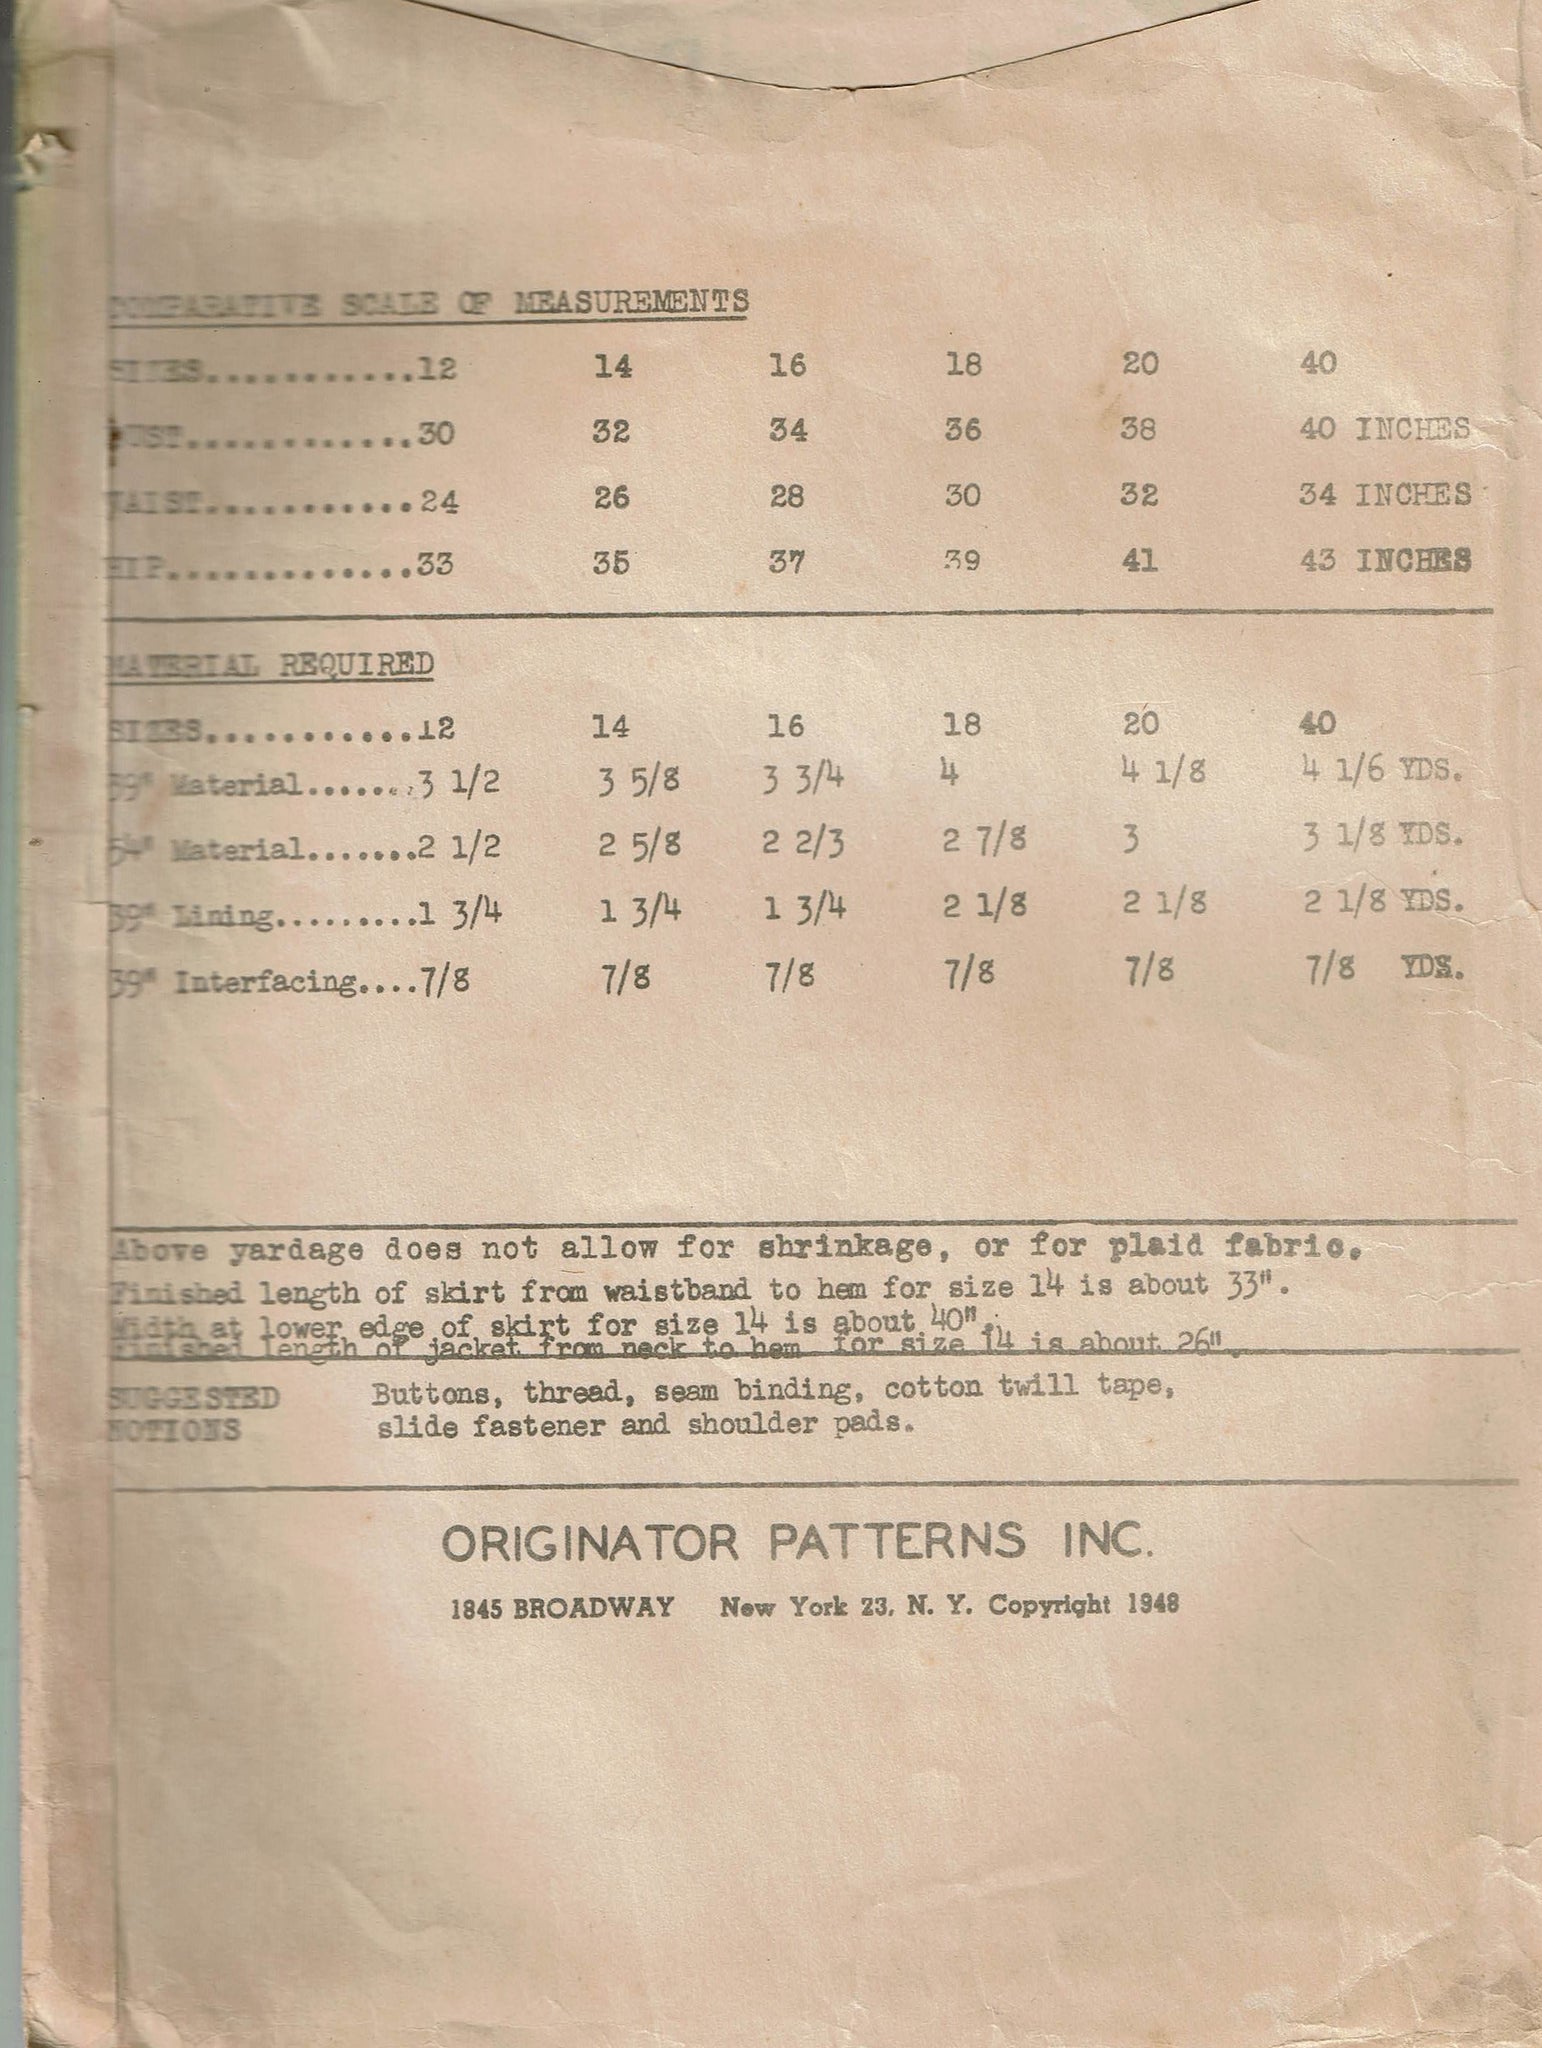 COMPARATIVE SCALE OF MEASUREMENTS
SIZES...........12 14 16 18 20 40
BUST............30 32 34 36 38 40 INCHES
WAIST...........24 26 28 30 32 34 INCHES
HIP.............33 35 37 39 41 43 INCHES
MATERIAL REQUIRED
SIZES...........12 14 16 18 20 40
39" Material.......3 1/2 3 5/8 3 3/4 4 4 1/8 4 1/6 YDS.
54" Material.......2 1/2 2 5/8 2 2/3 2 7/8 3 3 1/8 YDS.
39" Lining.........1 3/4 1 3/4 1 3/4 2 1/8 2 1/8 2 1/8 YDS.
39" Interfacing....7/8 7/8 7/8 7/8 7/8 7/8 YDS.
Above yardage does not allow for shrinkage, or for plaid fabric.
Finished length of skirt from waistband to hem for size 14 is about 33".
Width at lower edge of skirt for size 14 is about 40".
Finished length of jacket from neck to hem for size 14 is about 26".
SUGGESTED Buttons, thread, seam binding, cotton twill tape,
NOTIONS slide fastener and shoulder pads.
ORIGINATOR PATTERNS INC.
1845 BROADWAY New York 23, N. Y. Copyright 1948